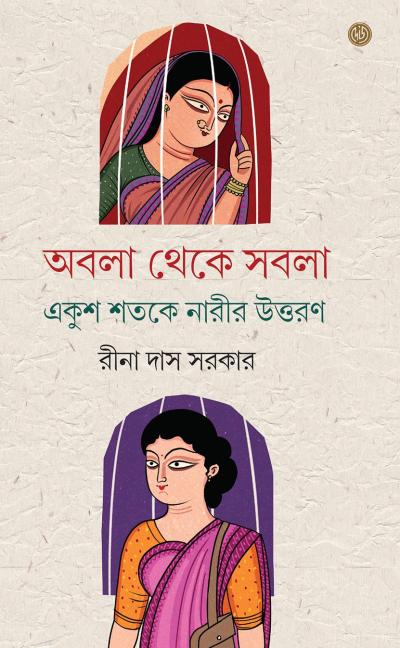 অবলা থেকে সবলা
একুশ শতকে নারীর উত্তরণ
রীনা দাস সরকার